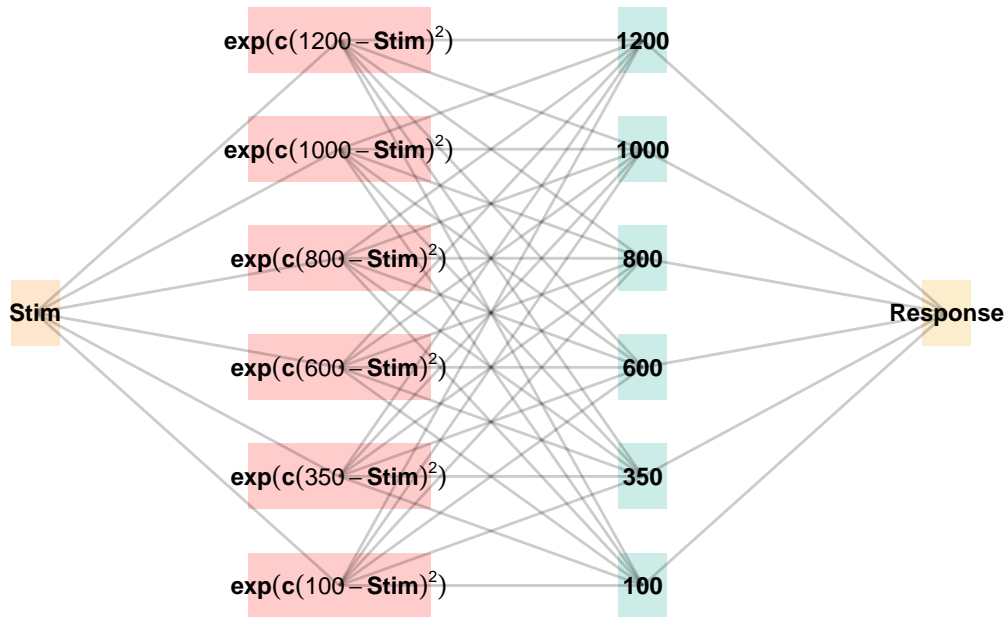 exp(c(1200 – Stim)²) 1200
exp(c(1000 – Stim)²) 1000
exp(c(800 – Stim)²) 800
Stim Response
exp(c(600 – Stim)²) 600
exp(c(350 – Stim)²) 350
exp(c(100 – Stim)²) 100